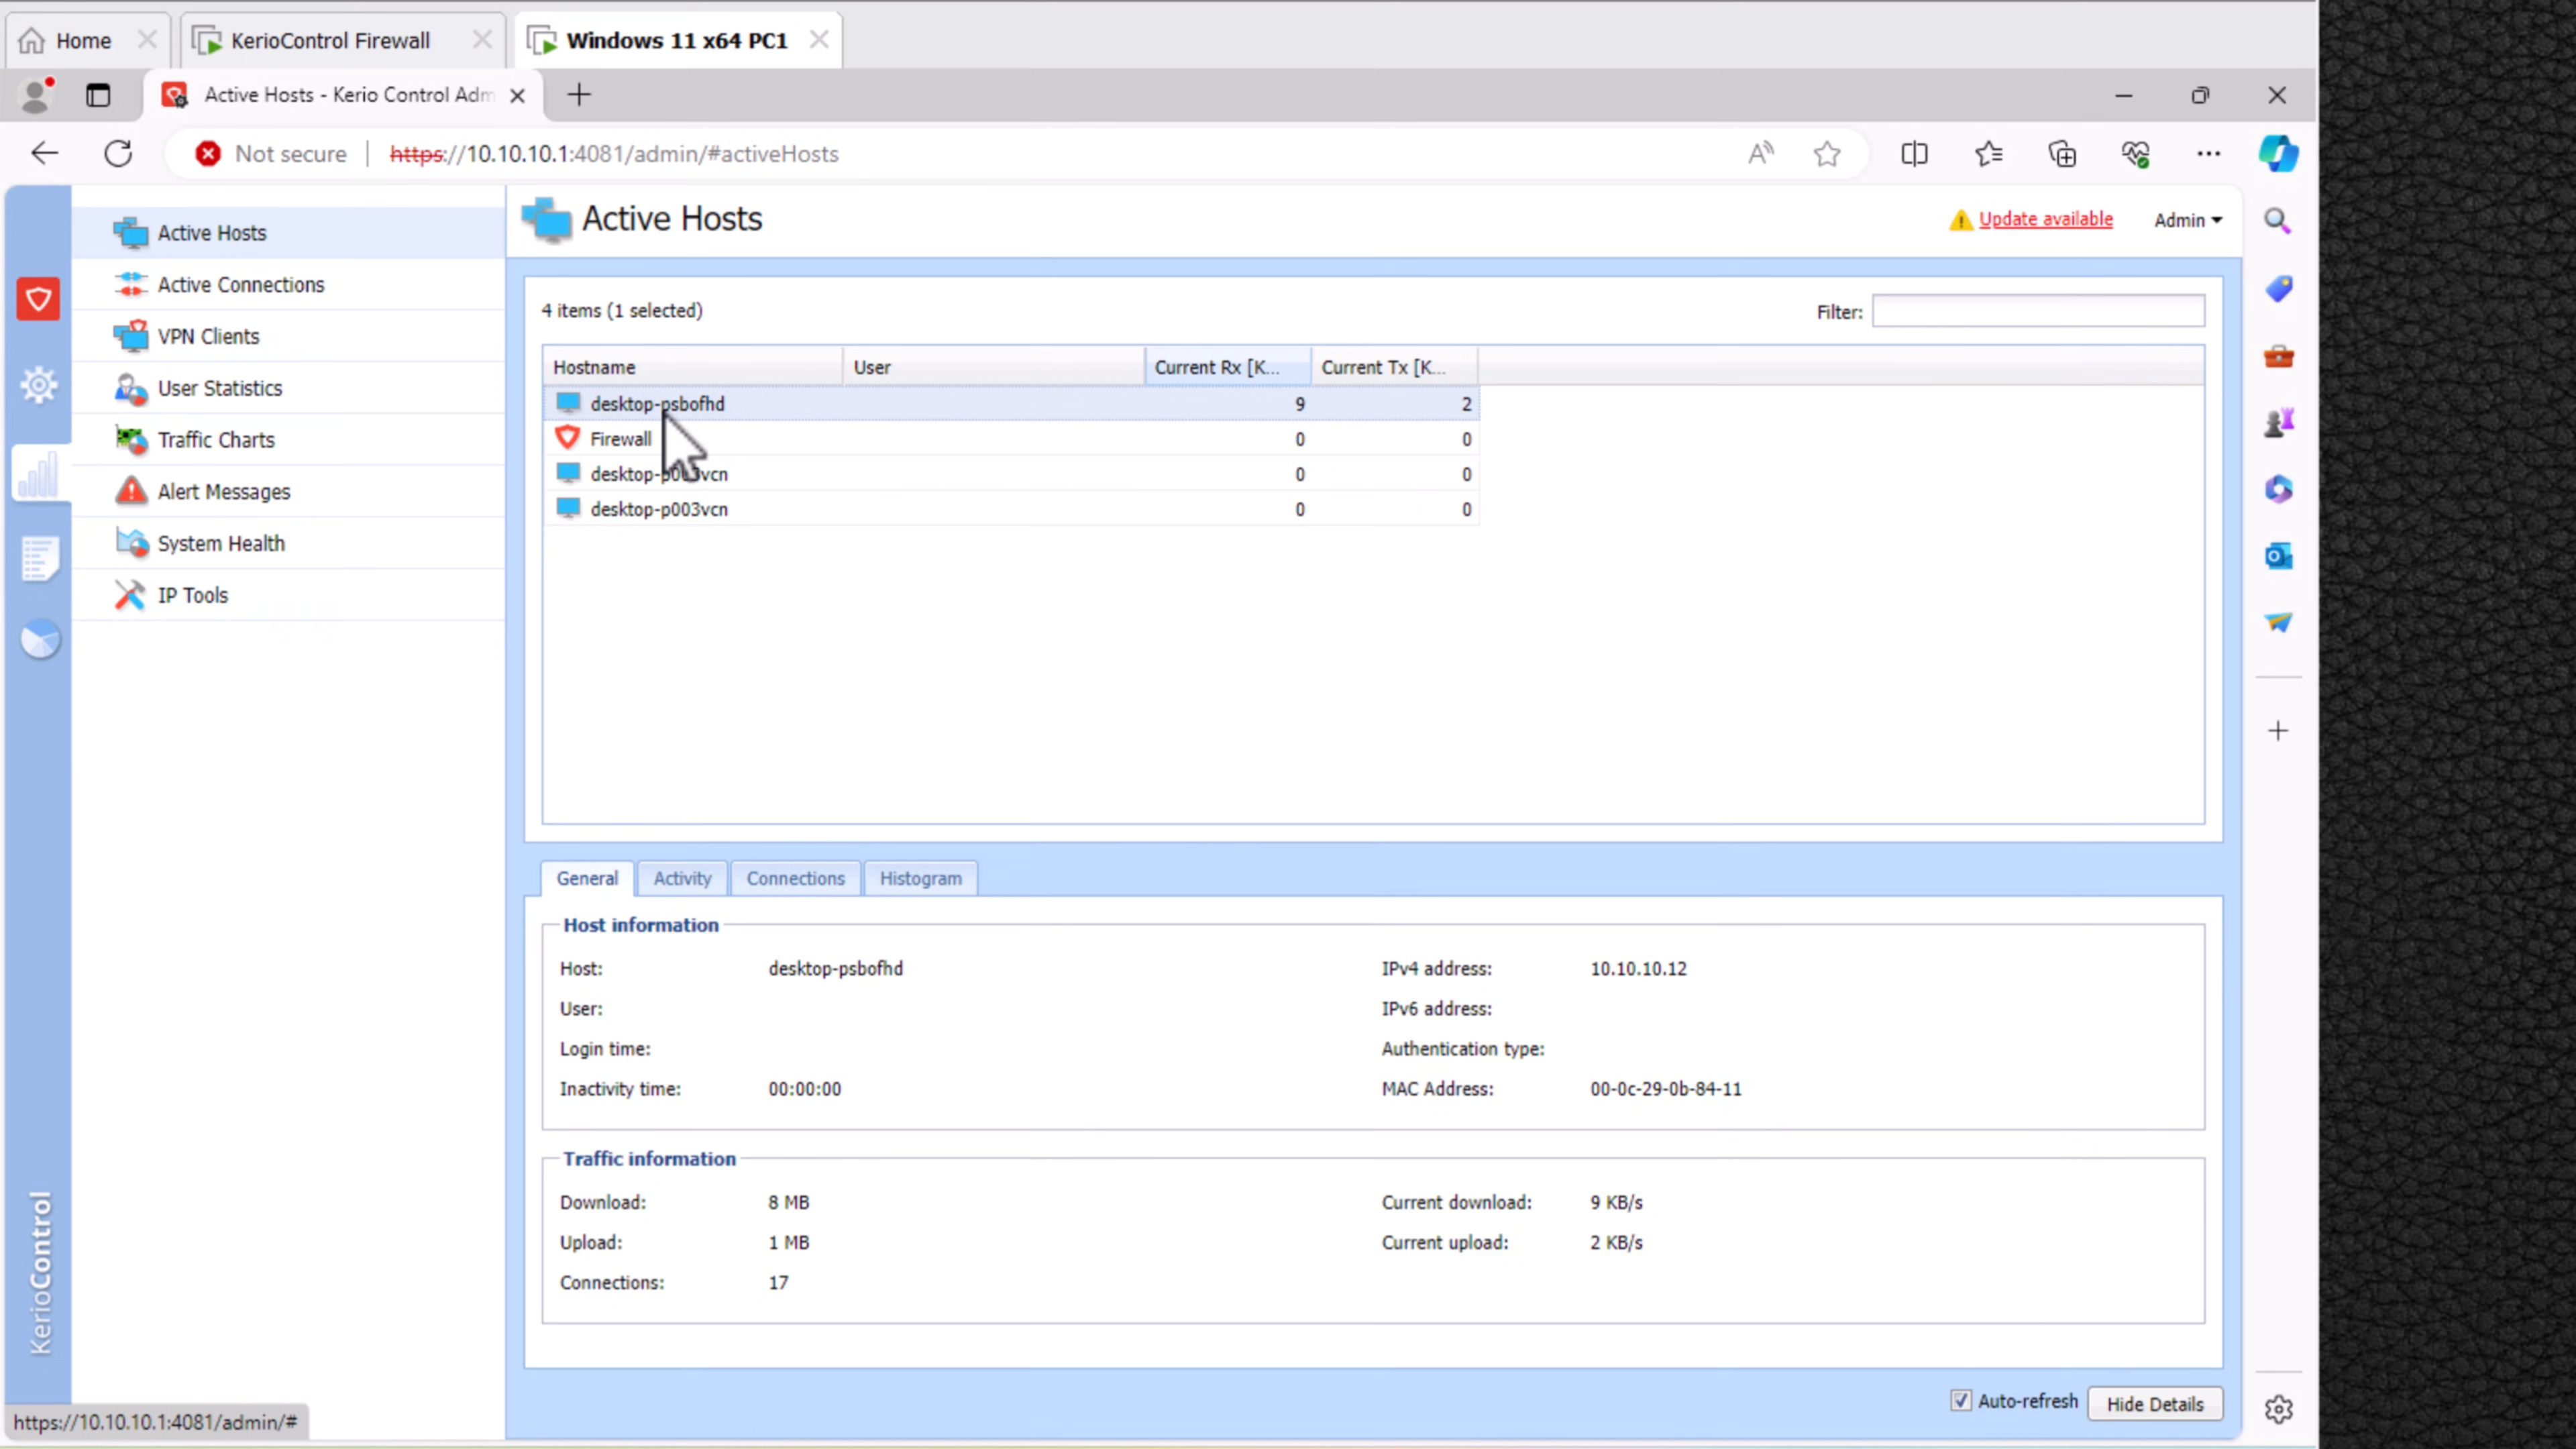 Home
KerioControl Firewall
Windows 11 x64 PC1
Active Hosts - Kerio Control Adm
Not secure
https://10.10.10.1:4081/admin/#activeHosts
Active Hosts
Active Connections
VPN Clients
User Statistics
Traffic Charts
Alert Messages
System Health
IP Tools
KerioControl
https://10.10.10.1:4081/admin/#
Active Hosts
Update available
Admin
4 items (1 selected)
Filter:
Hostname User Current Rx [K... Current Tx [K...
desktop-psbofhd 9 2
Firewall 0 0
desktop-p003vcn 0 0
desktop-p003vcn 0 0
General Activity Connections Histogram
Host information
Host: desktop-psbofhd IPv4 address: 10.10.10.12
User: IPv6 address:
Login time: Authentication type:
Inactivity time: 00:00:00 MAC Address: 00-0c-29-0b-84-11
Traffic information
Download: 8 MB Current download: 9 KB/s
Upload: 1 MB Current upload: 2 KB/s
Connections: 17
Auto-refresh
Hide Details